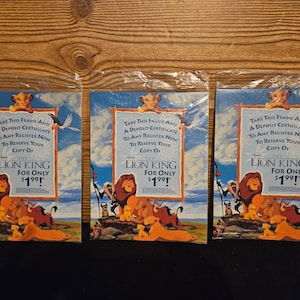 TAKE THIS FRAME AND
A DEPOSIT CERTIFICATE
TO ANY REGISTER NOW
TO RESERVE YOUR
COPY OF
THE LION KING
FOR ONLY
$1.99!
TAKE THIS FRAME AND
A DEPOSIT CERTIFICATE
TO ANY REGISTER NOW
TO RESERVE YOUR
COPY OF
THE LION KING
FOR ONLY
$1.99!
TAKE THIS FRAME AND
A DEPOSIT CERTIFICATE
TO ANY REGISTER NOW
TO RESERVE YOUR
COPY OF
THE LION KING
FOR ONLY
$1.99!